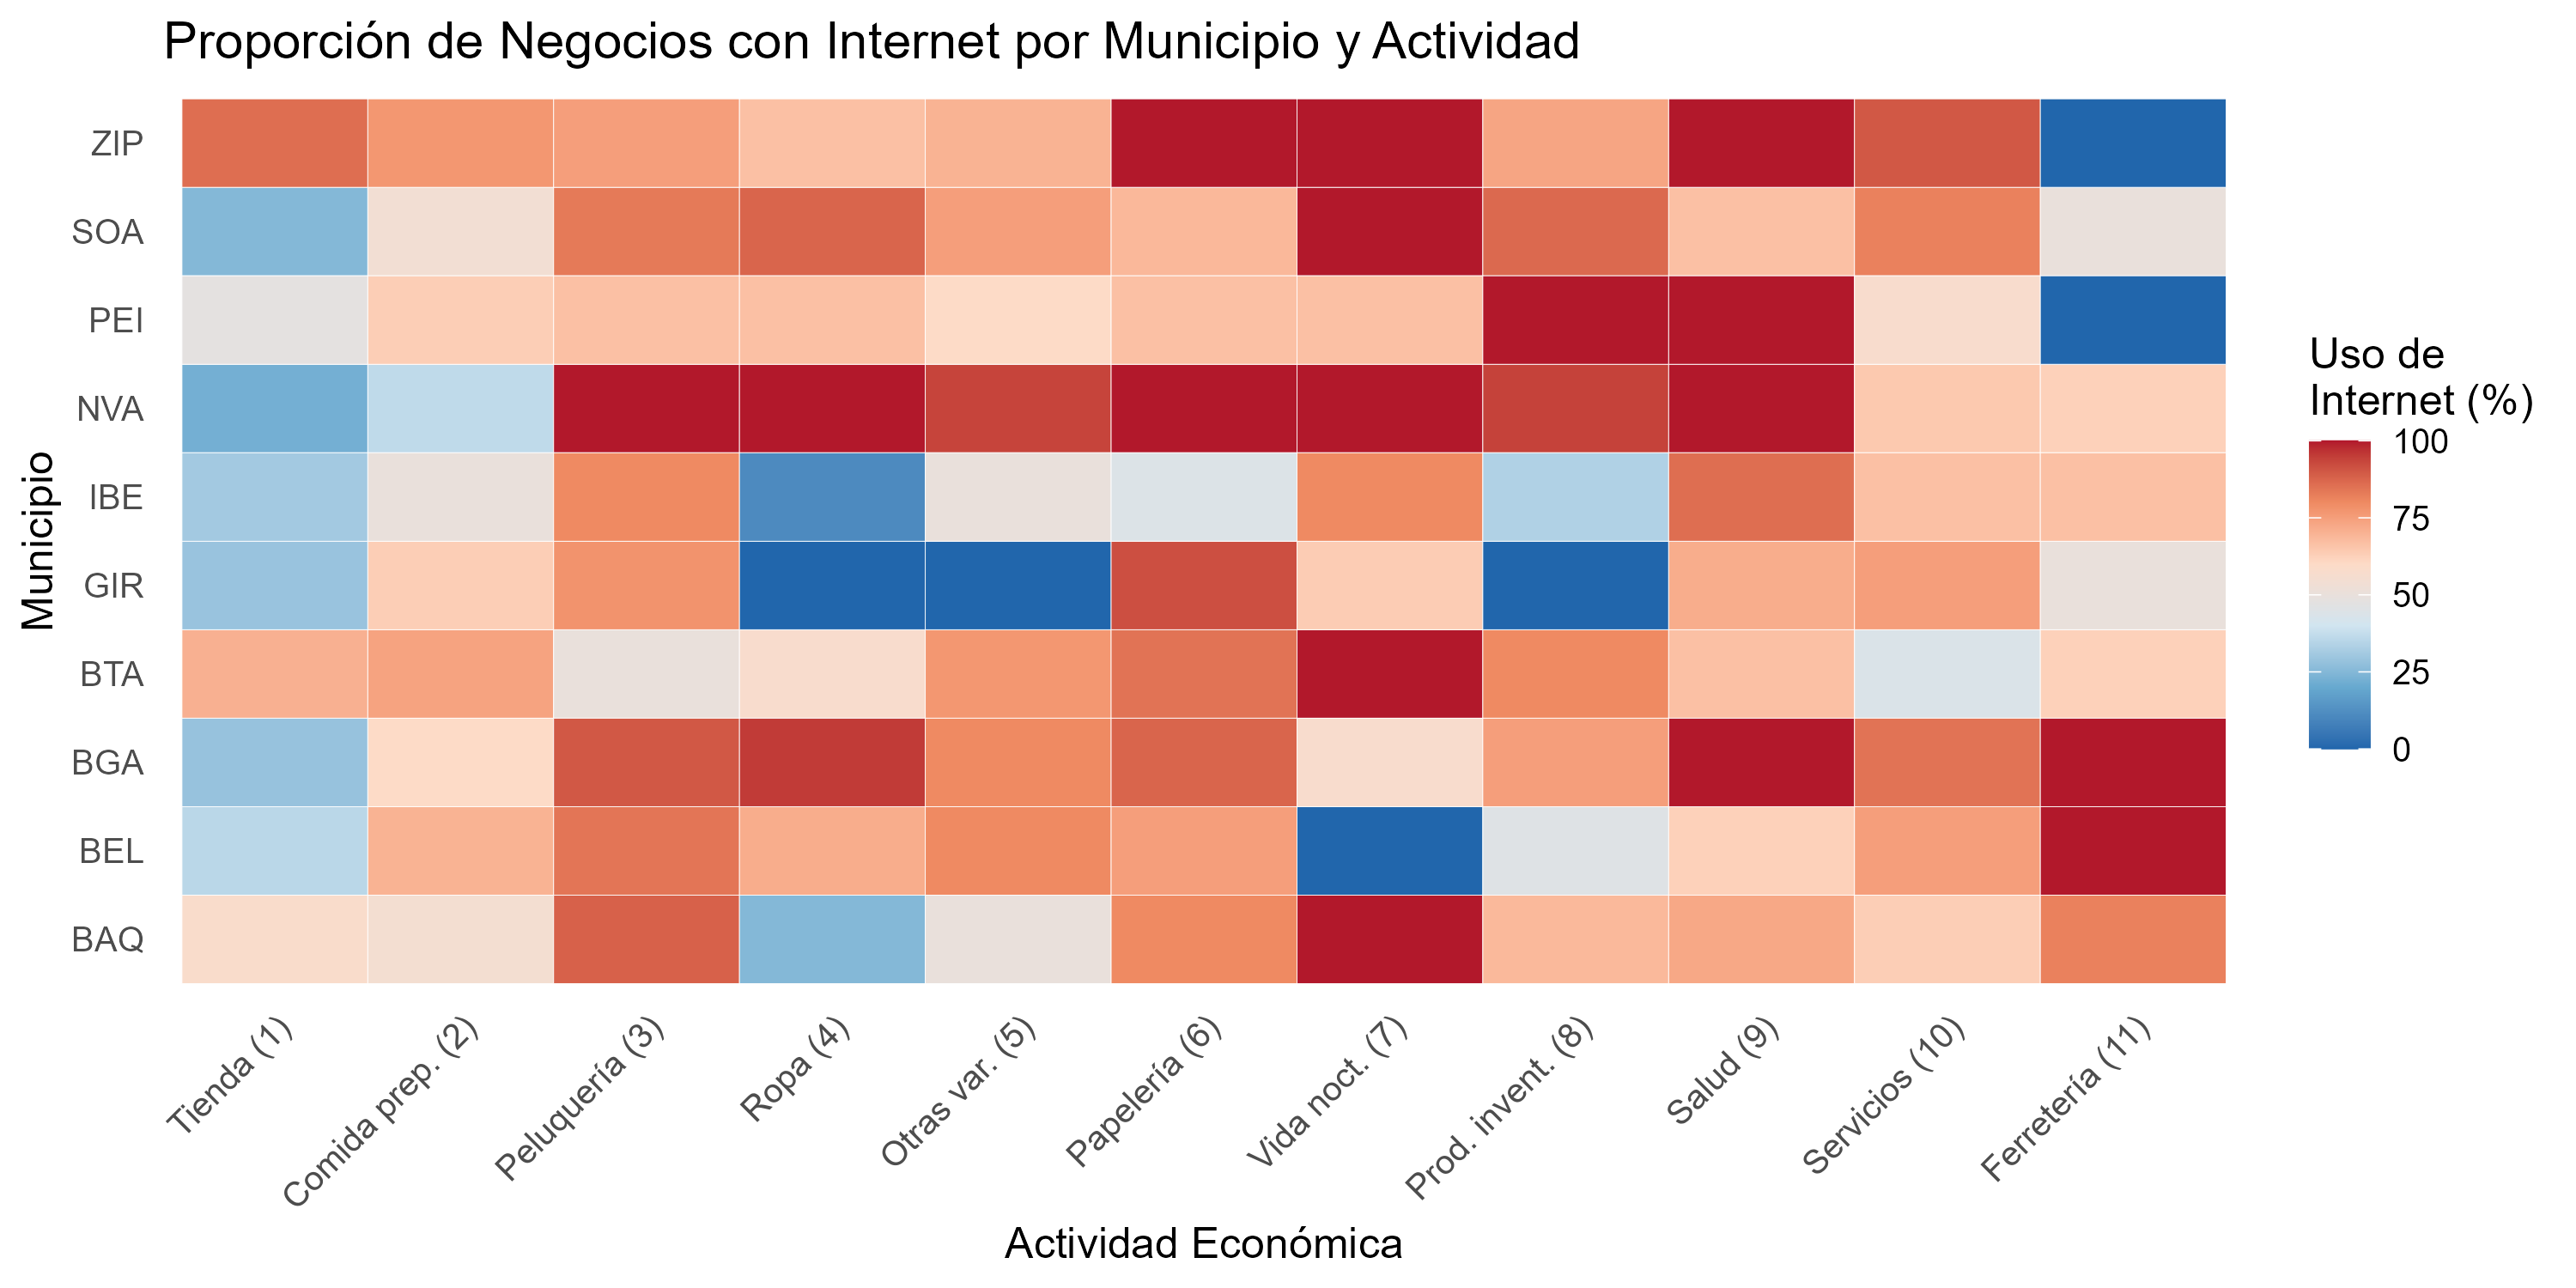 Proporción de Negocios con Internet por Municipio y Actividad
Municipio
ZIP
SOA
PEI
NVA
IBE
GIR
BTA
BGA
BEL
BAQ
Tienda (1)
Comida prep. (2)
Peluquería (3)
Ropa (4)
Otras var. (5)
Papelería (6)
Vida noct. (7)
Prod. invent. (8)
Salud (9)
Servicios (10)
Ferretería (11)
Actividad Económica
Uso de
Internet (%)
100
75
50
25
0